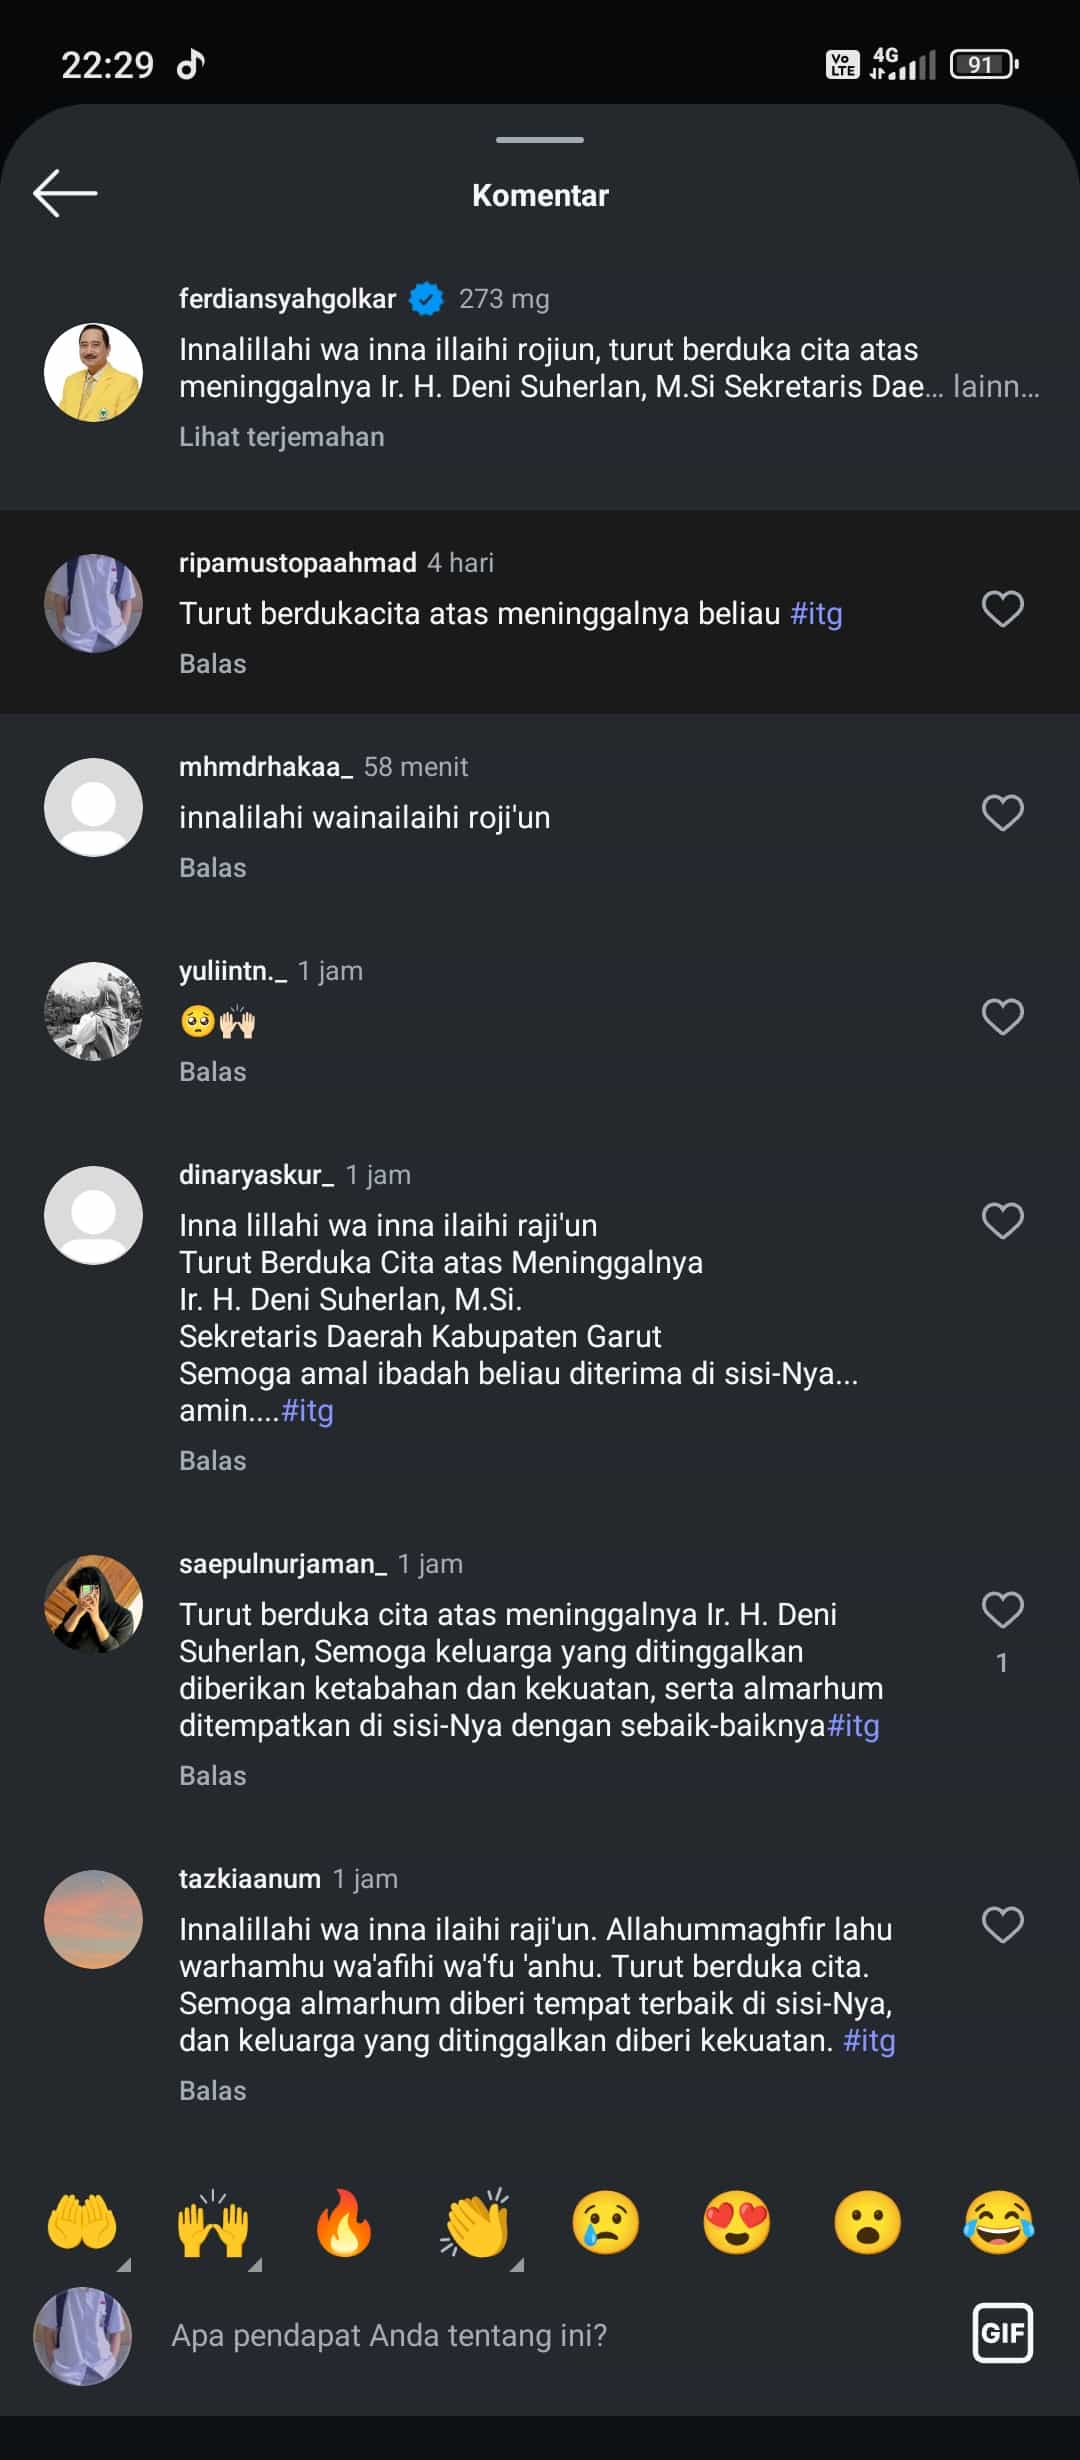 22:29
Vo LTE 4G 91
Komentar
ferdiansyahgolkar 273 mg
Innalillahi wa inna illaihi rojiun, turut berduka cita atas
meninggalnya Ir. H. Deni Suherlan, M.Si Sekretaris Dae... lainn...
Lihat terjemahan
ripamustopaahmad 4 hari
Turut berdukacita atas meninggalnya beliau #itg
Balas
mhmdrhakaa_ 58 menit
innalilahi wainailaihi roji'un
Balas
yuliintn._ 1 jam
🥺🙌🏻
Balas
dinaryaskur_ 1 jam
Inna lillahi wa inna ilaihi raji'un
Turut Berduka Cita atas Meninggalnya
Ir. H. Deni Suherlan, M.Si.
Sekretaris Daerah Kabupaten Garut
Semoga amal ibadah beliau diterima di sisi-Nya...
amin....#itg
Balas
saepulnurjaman_ 1 jam
Turut berduka cita atas meninggalnya Ir. H. Deni
Suherlan, Semoga keluarga yang ditinggalkan
diberikan ketabahan dan kekuatan, serta almarhum
ditempatkan di sisi-Nya dengan sebaik-baiknya#itg
1
Balas
tazkiaanum 1 jam
Innalillahi wa inna ilaihi raji'un. Allahummaghfir lahu
warhamhu wa'afihi wa'fu 'anhu. Turut berduka cita.
Semoga almarhum diberi tempat terbaik di sisi-Nya,
dan keluarga yang ditinggalkan diberi kekuatan. #itg
Balas
🤲🙌🔥👏😢😍😮😂
Apa pendapat Anda tentang ini?
GIF